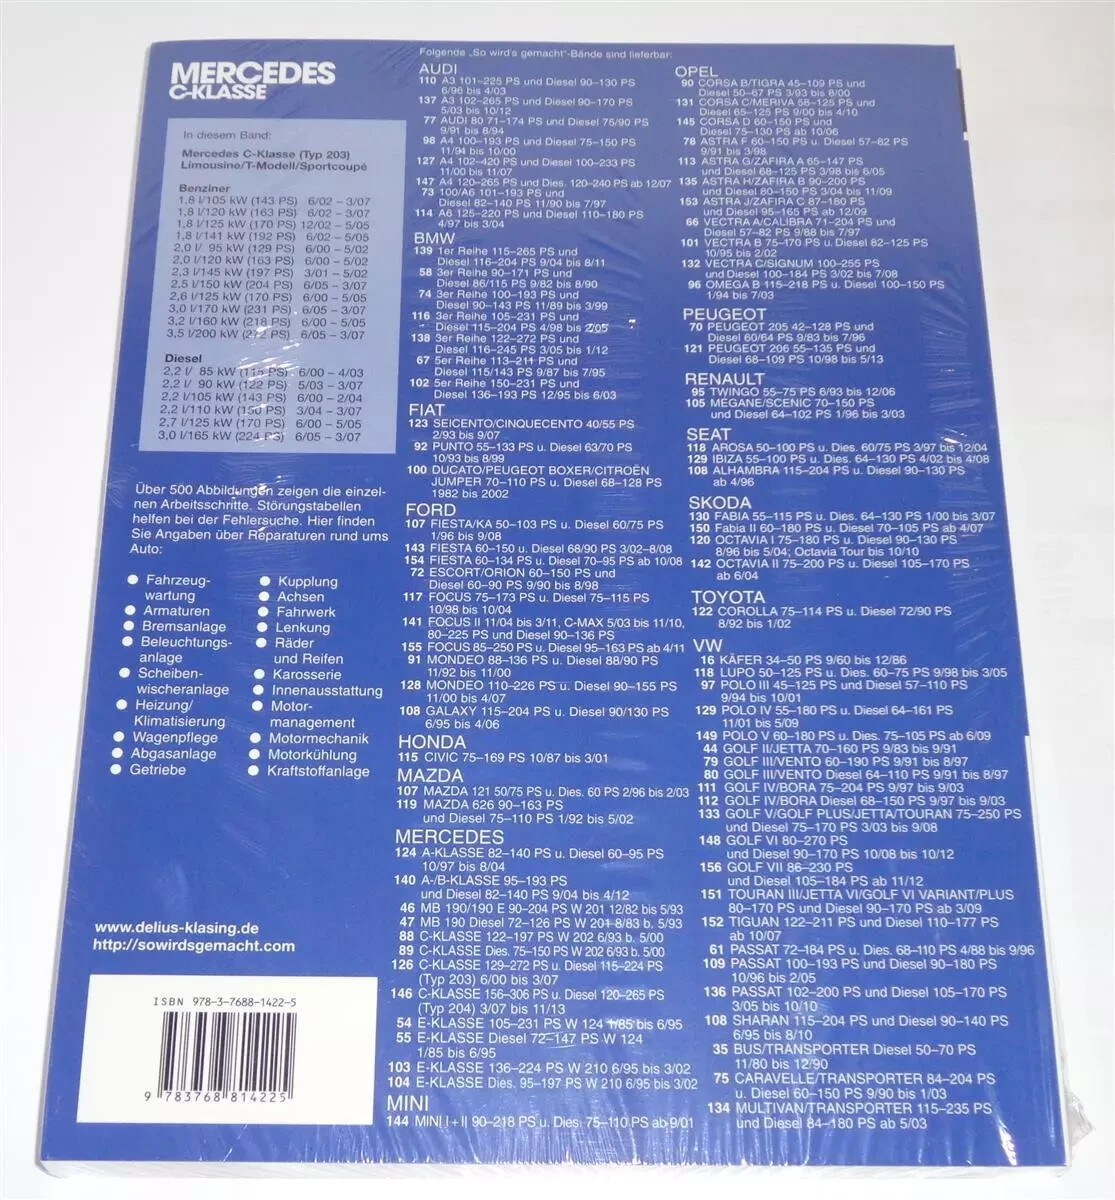 MERCEDES
C-KLASSE
In diesem Band:
Mercedes C-Klasse (Typ 203)
Limousine/T-Modell/Sportcoupé
Benziner
1,8 l/105 kW (143 PS) 6/02 – 3/07
1,8 l/120 kW (163 PS) 6/02 – 3/07
1,8 l/125 kW (170 PS) 12/02 – 5/05
1,8 l/141 kW (192 PS) 6/02 – 5/05
2,0 l/ 95 kW (129 PS) 6/00 – 5/02
2,0 l/120 kW (163 PS) 6/00 – 5/02
2,3 l/145 kW (197 PS) 3/01 – 5/02
2,5 l/150 kW (204 PS) 6/05 – 3/07
2,6 l/125 kW (170 PS) 6/00 – 5/05
3,0 l/170 kW (231 PS) 6/05 – 3/07
3,2 l/160 kW (218 PS) 6/00 – 5/05
3,5 l/200 kW (272 PS) 6/05 – 3/07
Diesel
2,2 l/ 85 kW (115 PS) 6/00 – 4/03
2,2 l/ 90 kW (122 PS) 5/03 – 3/07
2,2 l/105 kW (143 PS) 6/00 – 2/04
2,2 l/110 kW (150 PS) 3/04 – 3/07
2,7 l/125 kW (170 PS) 6/00 – 5/05
3,0 l/165 kW (224 PS) 6/05 – 3/07
Über 500 Abbildungen zeigen die einzel-
nen Arbeitsschritte. Störungstabellen
helfen bei der Fehlersuche. Hier finden
Sie Angaben über Reparaturen rund ums
Auto:
● Fahrzeug-
wartung
● Armaturen
● Bremsanlage
● Beleuchtungs-
anlage
● Scheiben-
wischeranlage
● Heizung/
Klimatisierung
● Wagenpflege
● Abgasanlage
● Getriebe
● Kupplung
● Achsen
● Fahrwerk
● Lenkung
● Räder
und Reifen
● Karosserie
● Innenausstattung
● Motor-
management
● Motormechanik
● Motorkühlung
● Kraftstoffanlage
www.delius-klasing.de
http://sowirdsgemacht.com
ISBN 978-3-7688-1422-5
9 783768 814225
Folgende „So wird's gemacht“-Bände sind lieferbar:
AUDI
110 A3 101–225 PS und Diesel 90–130 PS
6/96 bis 4/03
137 A3 102–265 PS und Diesel 90–170 PS
5/03 bis 10/12
77 AUDI 80 71–174 PS und Diesel 75/90 PS
9/91 bis 8/94
98 A4 100–193 PS und Diesel 75–150 PS
11/94 bis 10/00
127 A4 102–420 PS und Diesel 100–233 PS
11/00 bis 11/07
147 A4 120–265 PS und Dies. 120–240 PS ab 12/07
73 100/A6 101–193 PS und
Diesel 82–140 PS 11/90 bis 7/97
114 A6 125–220 PS und Diesel 110–180 PS
4/97 bis 3/04
BMW
139 1er Reihe 115–265 PS und
Diesel 116–204 PS 9/04 bis 8/11
58 3er Reihe 90–171 PS und
Diesel 86/115 PS 9/82 bis 8/90
74 3er Reihe 100–193 PS und
Diesel 90–143 PS 11/89 bis 3/99
116 3er Reihe 105–231 PS und
Diesel 115–204 PS 4/98 bis 2/05
138 3er Reihe 122–272 PS und
Diesel 116–245 PS 3/05 bis 1/12
67 5er Reihe 113–211 PS und
Diesel 115/143 PS 9/87 bis 7/95
102 5er Reihe 150–231 PS und
Diesel 136–193 PS 12/95 bis 6/03
FIAT
123 SEICENTO/CINQUECENTO 40/55 PS
2/93 bis 9/07
92 PUNTO 55–133 PS u. Diesel 63/70 PS
10/93 bis 8/99
100 DUCATO/PEUGEOT BOXER/CITROËN
JUMPER 70–110 PS u. Diesel 68–128 PS
1982 bis 2002
FORD
107 FIESTA/KA 50–103 PS u. Diesel 60/75 PS
1/96 bis 9/08
143 FIESTA 60–150 u. Diesel 68/90 PS 3/02–8/08
154 FIESTA 60–134 PS u. Diesel 70–95 PS ab 10/08
72 ESCORT/ORION 60–150 PS und
Diesel 60–90 PS 9/90 bis 8/98
117 FOCUS 75–173 PS u. Diesel 75–115 PS
10/98 bis 10/04
141 FOCUS II 11/04 bis 3/11, C-MAX 5/03 bis 11/10,
80–225 PS und Diesel 90–136 PS
155 FOCUS 85–250 PS u. Diesel 95–163 PS ab 4/11
91 MONDEO 88–136 PS u. Diesel 88/90 PS
11/92 bis 11/00
128 MONDEO 110–226 PS u. Diesel 90–155 PS
11/00 bis 4/07
108 GALAXY 115–204 PS u. Diesel 90/130 PS
6/95 bis 4/06
HONDA
115 CIVIC 75–169 PS 10/87 bis 3/01
MAZDA
107 MAZDA 121 50/75 PS u. Dies. 60 PS 2/96 bis 2/03
119 MAZDA 626 90–163 PS
und Diesel 75–110 PS 1/92 bis 5/02
MERCEDES
124 A-KLASSE 82–140 PS u. Diesel 60–95 PS
10/97 bis 8/04
140 A-/B-KLASSE 95–193 PS
und Diesel 82–140 PS 9/04 bis 4/12
46 MB 190/190 E 90–204 PS W 201 12/82 bis 5/93
47 MB 190 Diesel 72–126 PS W 201 8/83 b. 5/93
88 C-KLASSE 122–197 PS W 202 6/93 b. 5/00
89 C-KLASSE Dies. 75–150 PS W 202 6/93 b. 5/00
126 C-KLASSE 129–272 PS u. Diesel 115–224 PS
(Typ 203) 6/00 bis 3/07
146 C-KLASSE 156–306 PS u. Diesel 120–265 PS
(Typ 204) 3/07 bis 11/13
54 E-KLASSE 105–231 PS W 124 1/85 bis 6/95
55 E-KLASSE Diesel 72–147 PS W 124
1/85 bis 6/95
103 E-KLASSE 136–224 PS W 210 6/95 bis 3/02
104 E-KLASSE Dies. 95–197 PS W 210 6/95 bis 3/02
MINI
144 MINI I + II 90–218 PS u. Dies. 75–110 PS ab 9/01
OPEL
90 CORSA B/TIGRA 45–109 PS und
Diesel 50–67 PS 3/93 bis 8/00
131 CORSA C/MERIVA 58–125 PS und
Diesel 65–125 PS 9/00 bis 4/10
145 CORSA D 60–150 PS und
Diesel 75–130 PS ab 10/06
78 ASTRA F 60–150 PS u. Diesel 57–82 PS
9/91 bis 3/98
113 ASTRA G/ZAFIRA A 65–147 PS
und Diesel 68–125 PS 3/98 bis 6/05
135 ASTRA H/ZAFIRA B 90–200 PS
und Diesel 80–150 PS 3/04 bis 11/09
153 ASTRA J/ZAFIRA C 87–180 PS
und Diesel 95–165 PS ab 12/09
66 VECTRA A/CALIBRA 71–204 PS und
Diesel 57–82 PS 9/88 bis 7/97
101 VECTRA B 75–170 PS u. Diesel 82–125 PS
10/95 bis 2/02
132 VECTRA C/SIGNUM 100–255 PS
und Diesel 100–184 PS 3/02 bis 7/08
96 OMEGA B 115–218 PS u. Diesel 100–150 PS
1/94 bis 7/03
PEUGEOT
70 PEUGEOT 205 42–128 PS und
Diesel 60/64 PS 9/83 bis 7/96
121 PEUGEOT 206 55–135 PS und
Diesel 68–109 PS 10/98 bis 5/13
RENAULT
95 TWINGO 55–75 PS 6/93 bis 12/06
105 MÉGANE/SCENIC 70–150 PS
und Diesel 64–102 PS 1/96 bis 3/03
SEAT
118 AROSA 50–100 PS u. Dies. 60/75 PS 3/97 bis 12/04
129 IBIZA 55–100 PS u. Dies. 64–130 PS 4/02 bis 4/08
108 ALHAMBRA 115–204 PS u. Diesel 90–130 PS
ab 4/96
SKODA
130 FABIA 55–115 PS u. Dies. 64–130 PS 1/00 bis 3/07
150 Fabia II 60–180 PS u. Diesel 70–105 PS ab 4/07
120 OCTAVIA I 75–180 PS u. Diesel 90–130 PS
8/96 bis 5/04; Octavia Tour bis 10/10
142 OCTAVIA II 75–200 PS u. Diesel 105–170 PS
ab 6/04
TOYOTA
122 COROLLA 75–114 PS u. Diesel 72/90 PS
8/92 bis 1/02
VW
16 KÄFER 34–50 PS 9/60 bis 12/86
118 LUPO 50–125 PS u. Dies. 60–75 PS 9/98 bis 3/05
97 POLO III 45–125 PS und Diesel 57–110 PS
9/94 bis 10/01
129 POLO IV 55–180 PS u. Diesel 64–161 PS
11/01 bis 5/09
149 POLO V 60–180 PS u. Dies. 75–105 PS ab 6/09
44 GOLF II/JETTA 70–160 PS 9/83 bis 9/91
79 GOLF III/VENTO 60–190 PS 9/91 bis 8/97
80 GOLF III/VENTO Diesel 64–110 PS 9/91 bis 8/97
111 GOLF IV/BORA 75–204 PS 9/97 bis 9/03
112 GOLF IV/BORA Diesel 68–150 PS 9/97 bis 9/03
133 GOLF V/GOLF PLUS/JETTA/TOURAN 75–250 PS
und Diesel 75–170 PS 3/03 bis 9/08
148 GOLF VI 80–270 PS
und Diesel 90–170 PS 10/08 bis 10/12
156 GOLF VII 86–230 PS
und Diesel 105–184 PS ab 11/12
151 TOURAN III/JETTA VI/GOLF VI VARIANT/PLUS
80–170 PS und Diesel 90–170 PS ab 3/09
152 TIGUAN 122–211 PS und Diesel 110–177 PS
ab 10/07
61 PASSAT 72–184 PS u. Dies. 68–110 PS 4/88 bis 9/96
109 PASSAT 100–193 PS und Diesel 90–180 PS
10/96 bis 2/05
136 PASSAT 102–200 PS und Diesel 105–170 PS
3/05 bis 10/10
108 SHARAN 115–204 PS und Diesel 90–140 PS
6/95 bis 8/10
35 BUS/TRANSPORTER Diesel 50–70 PS
11/80 bis 12/90
75 CARAVELLE/TRANSPORTER 84–204 PS
u. Diesel 60–150 PS 9/90 bis 1/03
134 MULTIVAN/TRANSPORTER 115–235 PS
und Diesel 84–180 PS ab 5/03